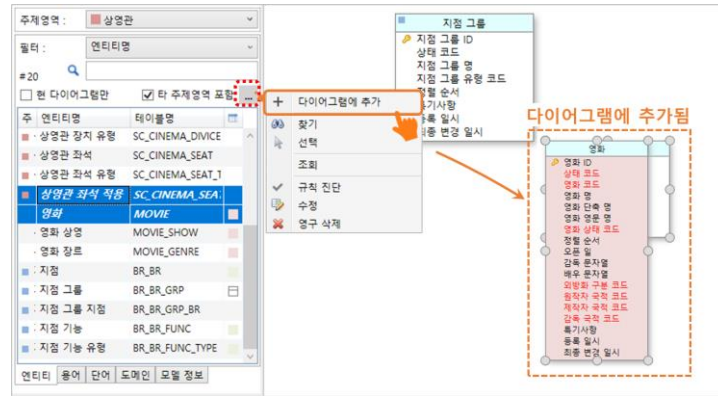 주제영역 :
상영관
필터 :
엔티티명
#20
현 다이어그램만
타 주제영역 포함
...
주 엔티티명 테이블명
상영관 장치 유형 SC_CINEMA_DIVICE
상영관 좌석 SC_CINEMA_SEAT
상영관 좌석 유형 SC_CINEMA_SEAT_T
상영관 좌석 적용 SC_CINEMA_SEA
영화 MOVIE
영화 상영 MOVIE_SHOW
영화 장르 MOVIE_GENRE
지점 BR_BR
지점 그룹 BR_BR_GRP
지점 그룹 지점 BR_BR_GRP_BR
지점 기능 BR_BR_FUNC
지점 기능 유형 BR_BR_FUNC_TYPE
엔티티 용어 단어 도메인 모델 정보
다이어그램에 추가
찾기
선택
조회
규칙 진단
수정
영구 삭제
지점 그룹
지점 그룹 ID
상태 코드
지점 그룹 명
지점 그룹 유형 코드
정렬 순서
특기사항
등록 일시
최종 변경 일시
다이어그램에 추가됨
영화
영화 ID
상태 코드
영화 코드
영화 명
영화 단축 명
영화 영문 명
영화 상태 코드
정렬 순서
오픈 일
감독 문자열
배우 문자열
외방화 구분 코드
원작자 국적 코드
제작자 국적 코드
감독 국적 코드
특기사항
등록 일시
최종 변경 일시